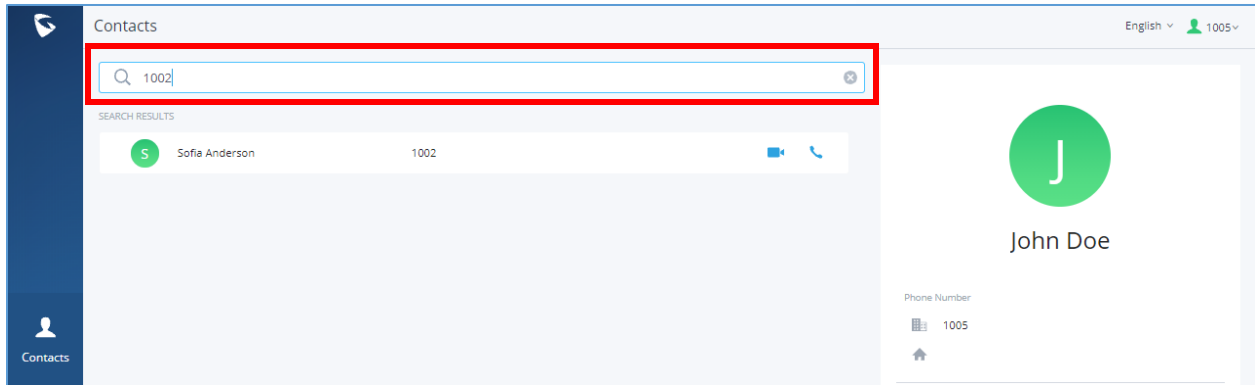 Contacts
English
1005
1002
SEARCH RESULTS
S
Sofia Anderson
1002
J
John Doe
Phone Number
1005
Contacts